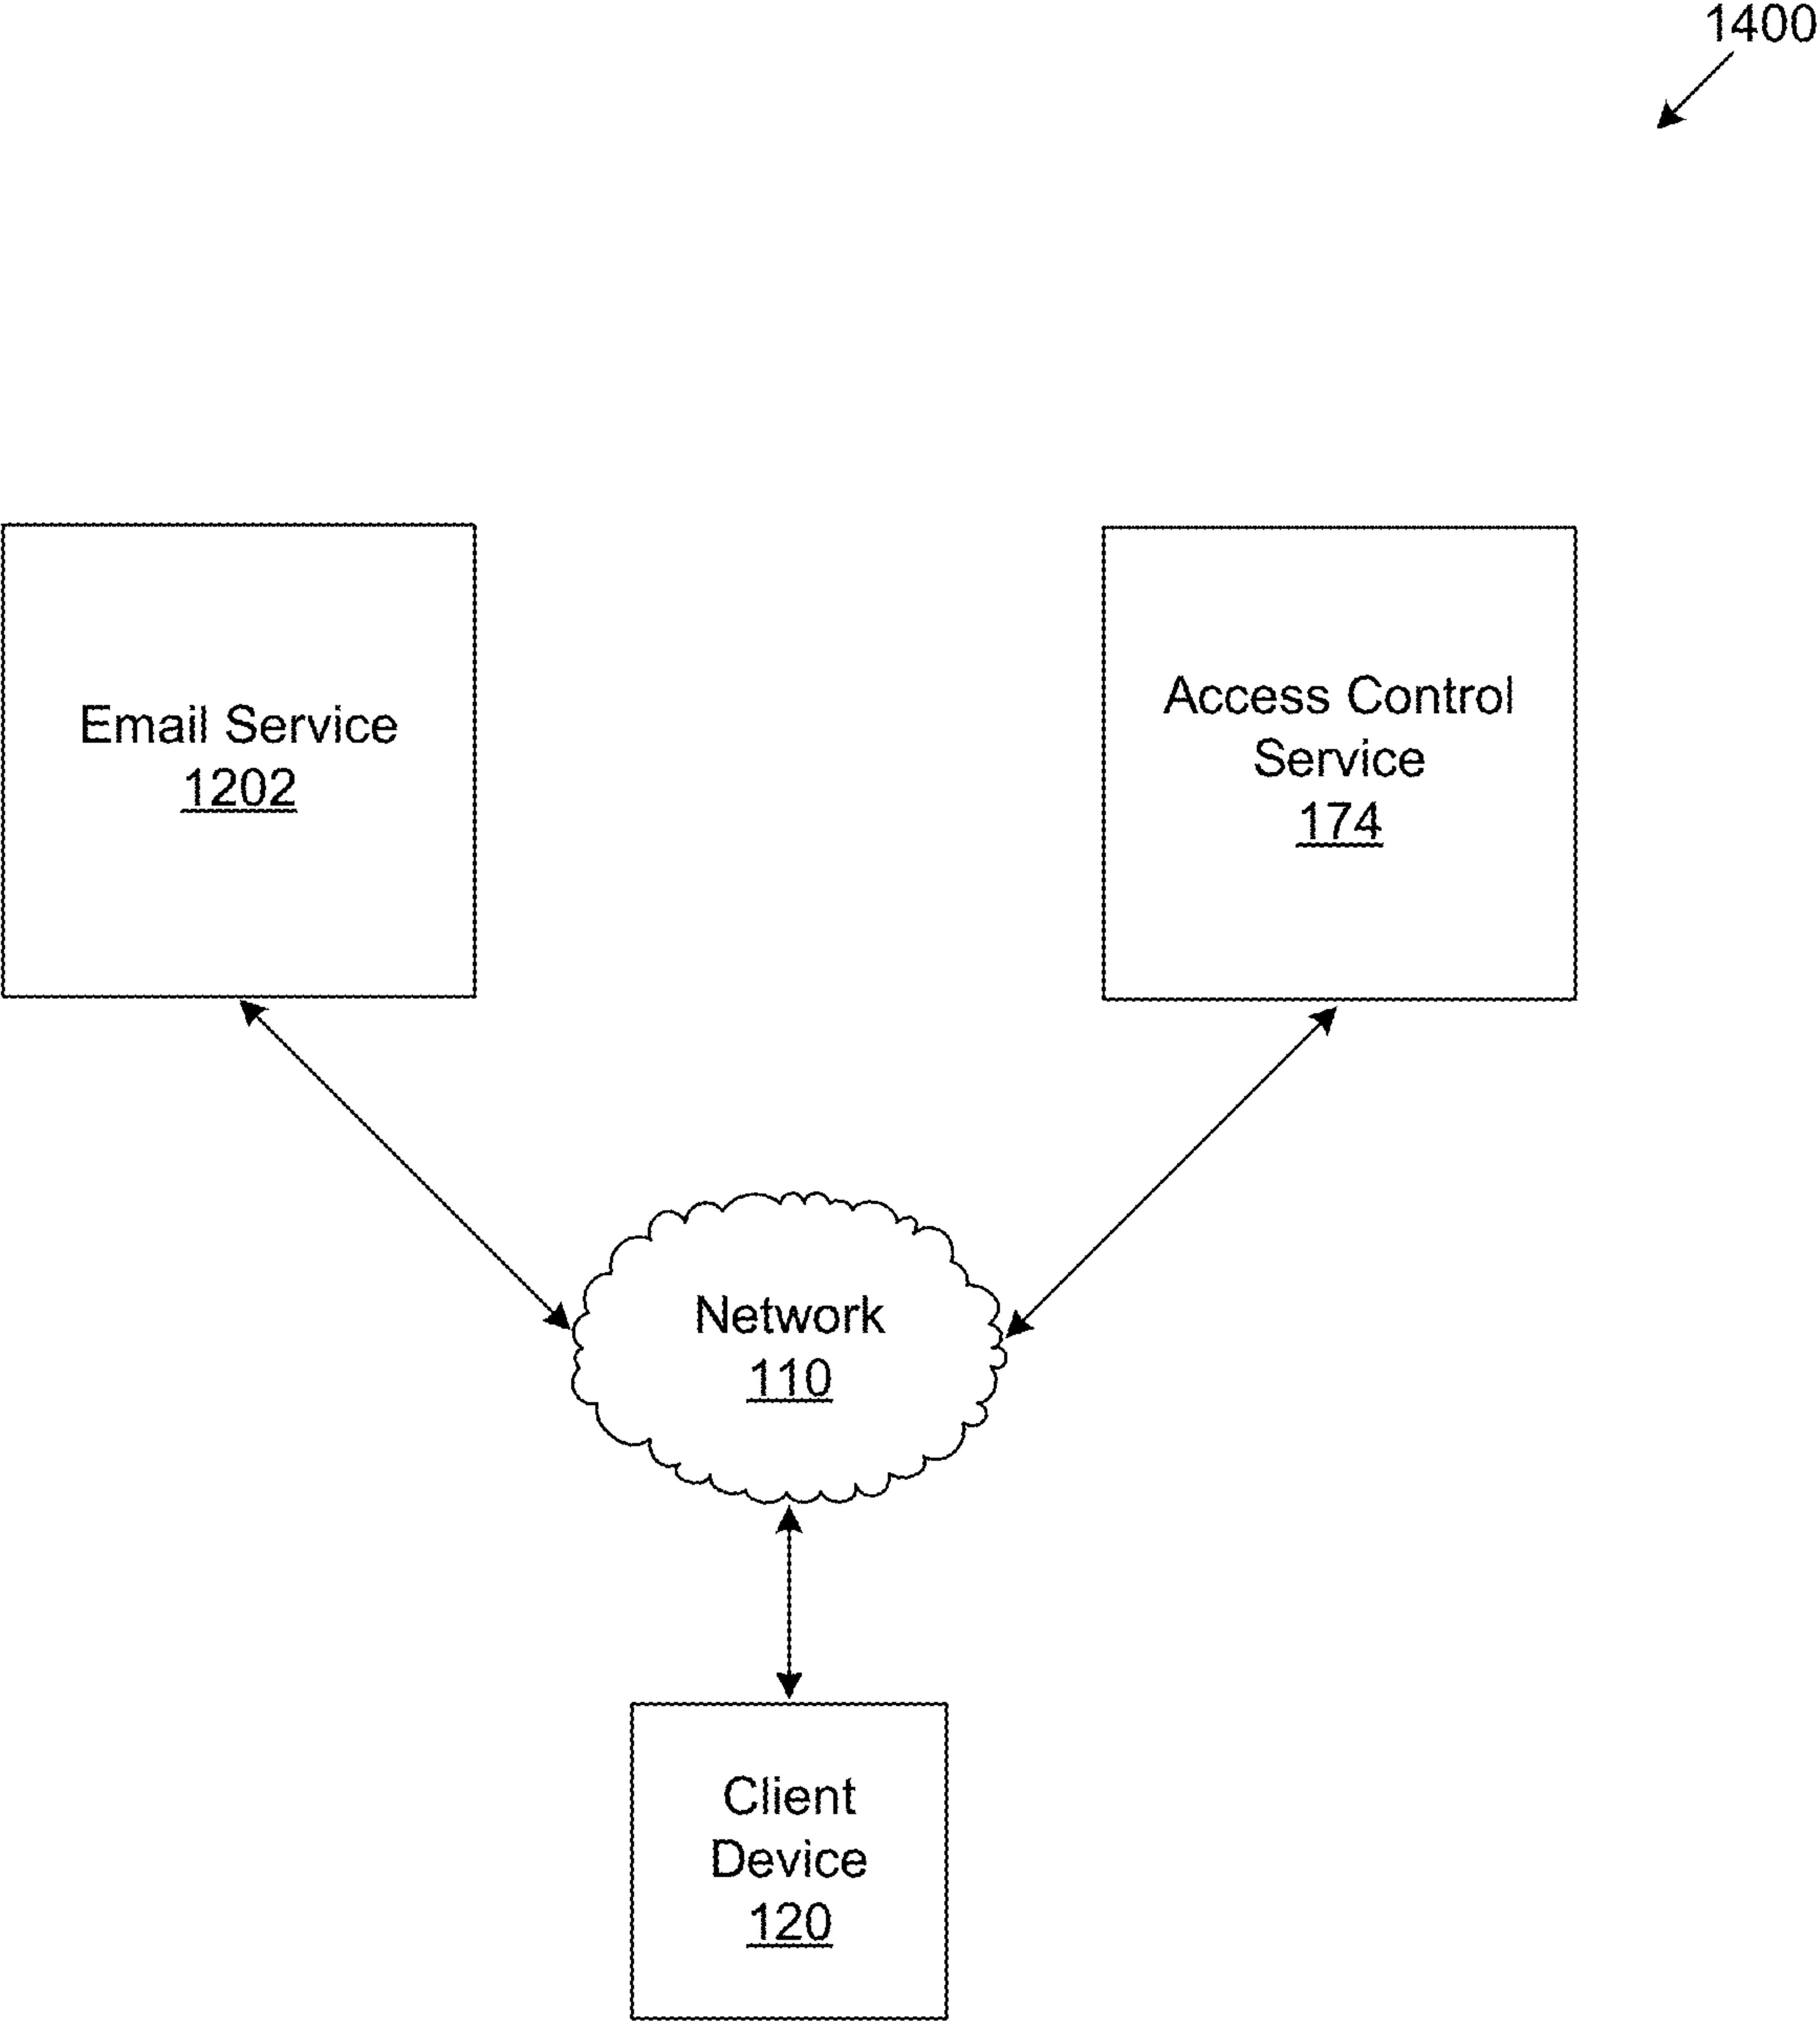 1400
Email Service
1202
Access Control
Service
174
Network
110
Client
Device
120